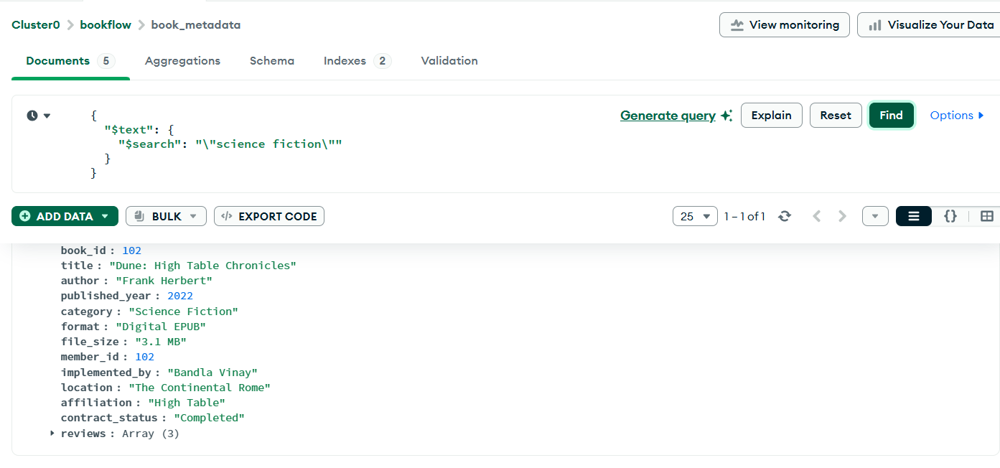 Cluster0 > bookflow > book_metadata
View monitoring
Visualize Your Data
Documents 5 Aggregations Schema Indexes 2 Validation
{
"$text": {
"$search": "\"science fiction\""
}
}
Generate query Explain Reset Find Options
ADD DATA BULK </> EXPORT CODE
25 1 – 1 of 1 {}
book_id : 102
title : "Dune: High Table Chronicles"
author : "Frank Herbert"
published_year : 2022
category : "Science Fiction"
format : "Digital EPUB"
file_size : "3.1 MB"
member_id : 102
implemented_by : "Bandla Vinay"
location : "The Continental Rome"
affiliation : "High Table"
contract_status : "Completed"
reviews : Array (3)